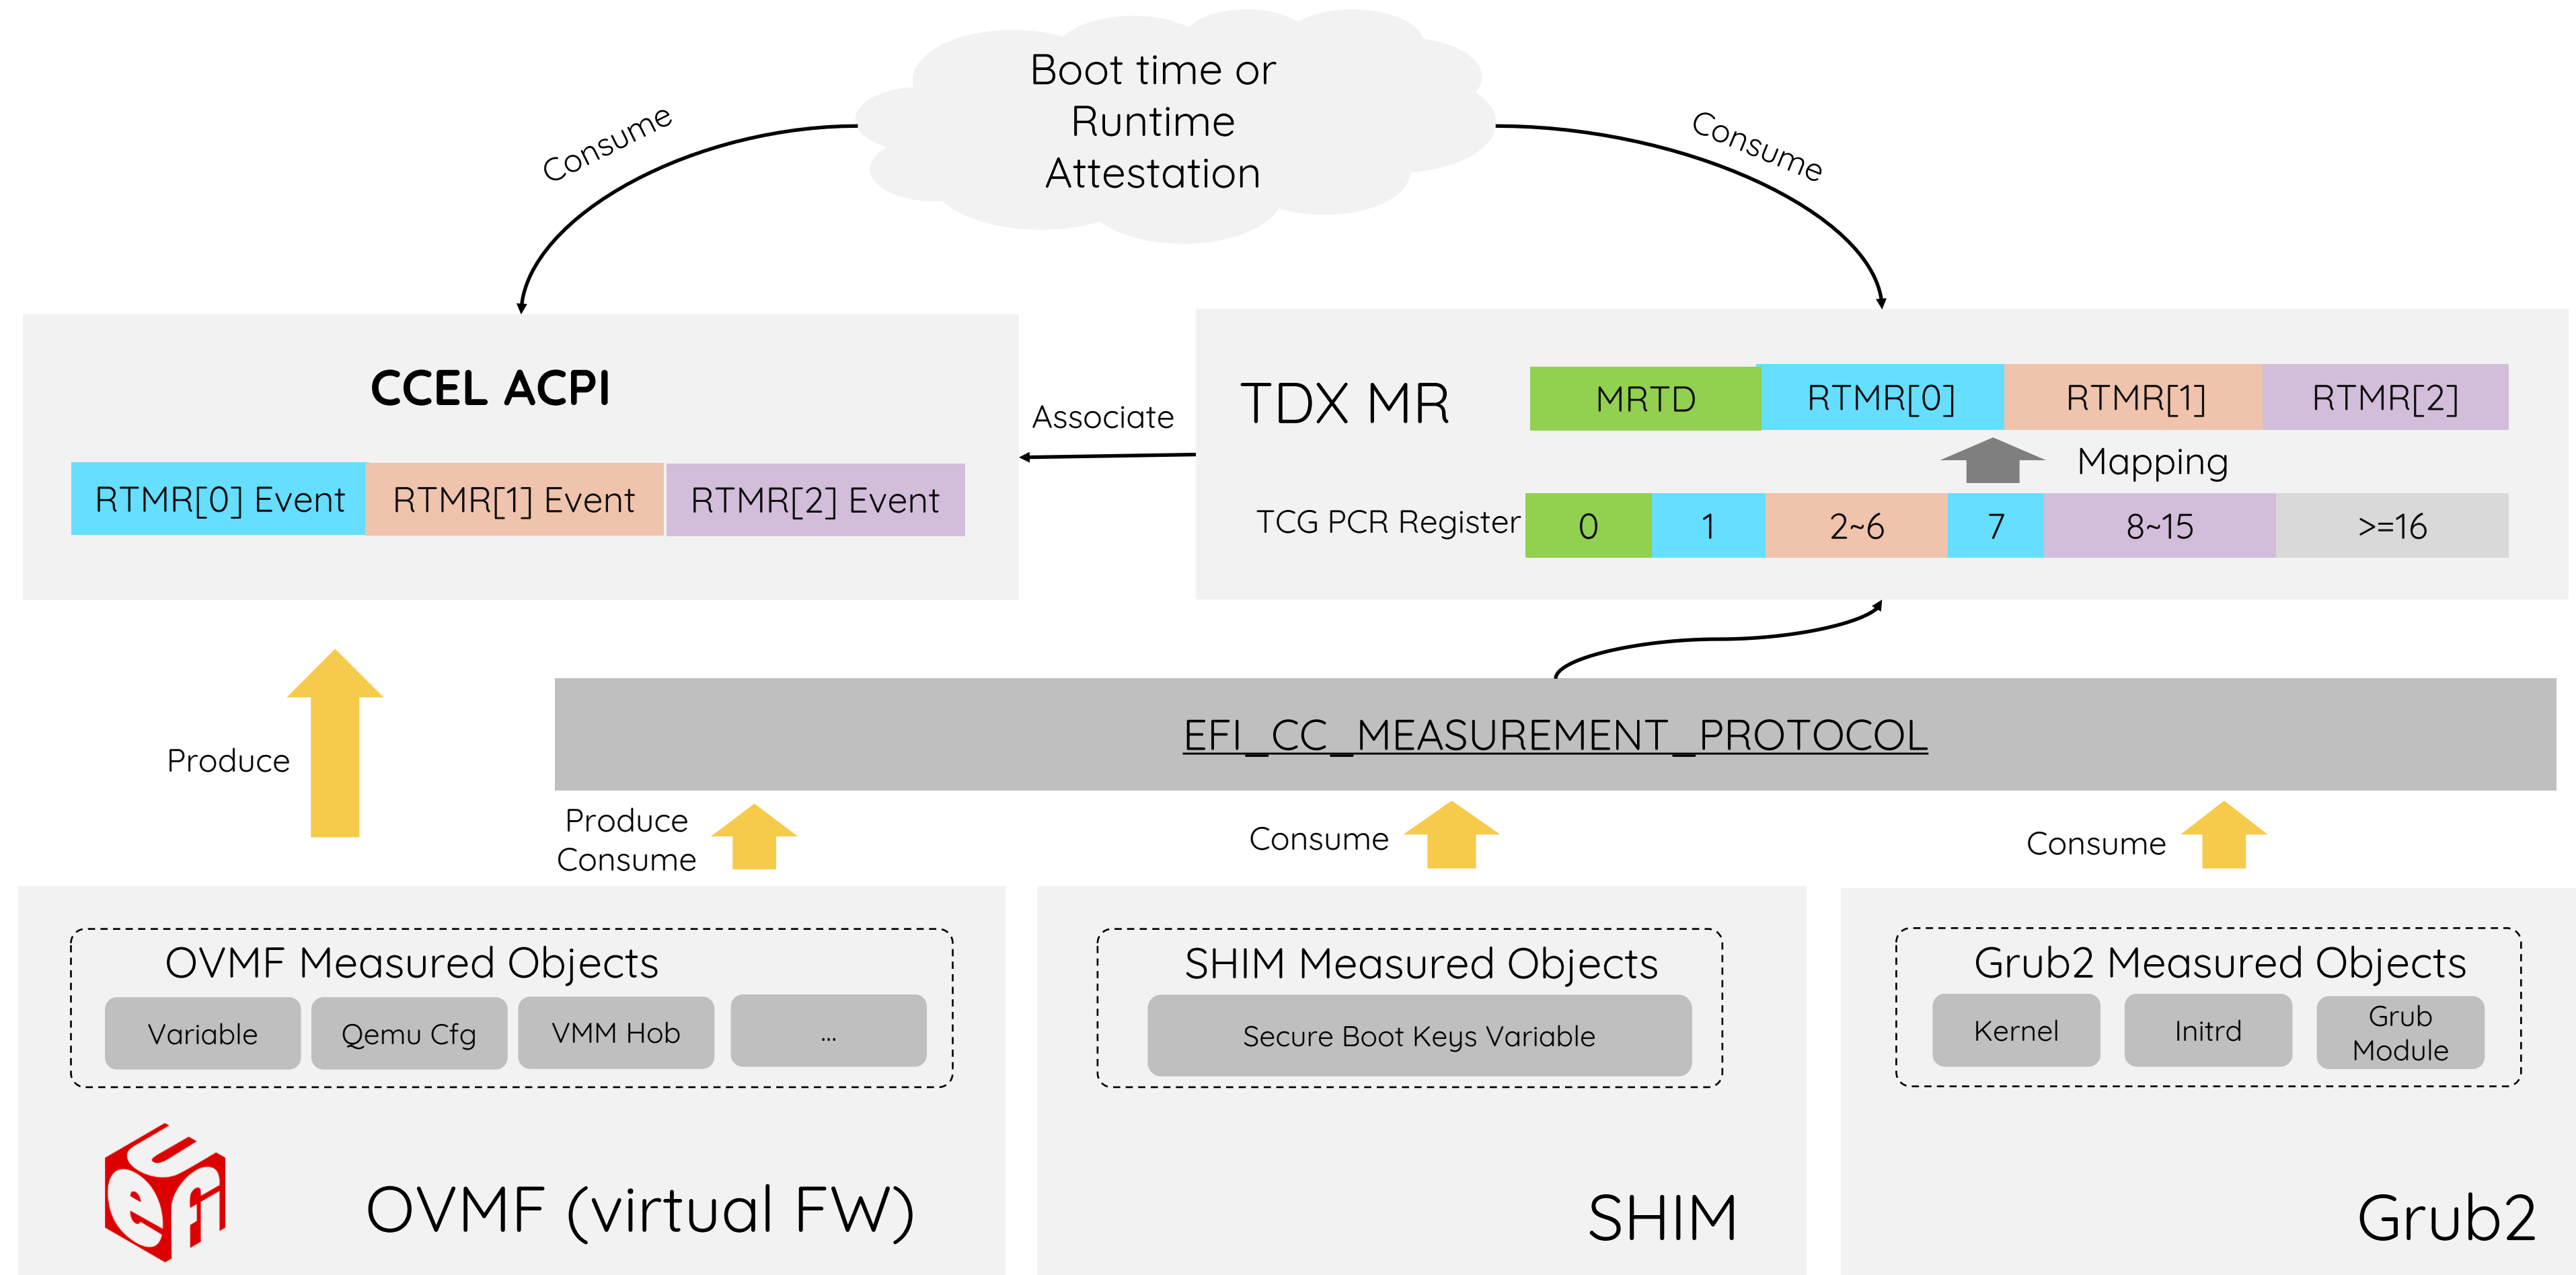 Boot time or
Runtime
Attestation
Consume
Consume
CCEL ACPI
RTMR[0] Event
RTMR[1] Event
RTMR[2] Event
Associate
TDX MR
MRTD
RTMR[0]
RTMR[1]
RTMR[2]
Mapping
TCG PCR Register
0
1
2~6
7
8~15
>=16
Produce
EFI_CC_MEASUREMENT_PROTOCOL
Produce
Consume
Consume
Consume
OVMF Measured Objects
Variable
Qemu Cfg
VMM Hob
...
SHIM Measured Objects
Secure Boot Keys Variable
Grub2 Measured Objects
Kernel
Initrd
Grub
Module
UEFI
OVMF (virtual FW)
SHIM
Grub2